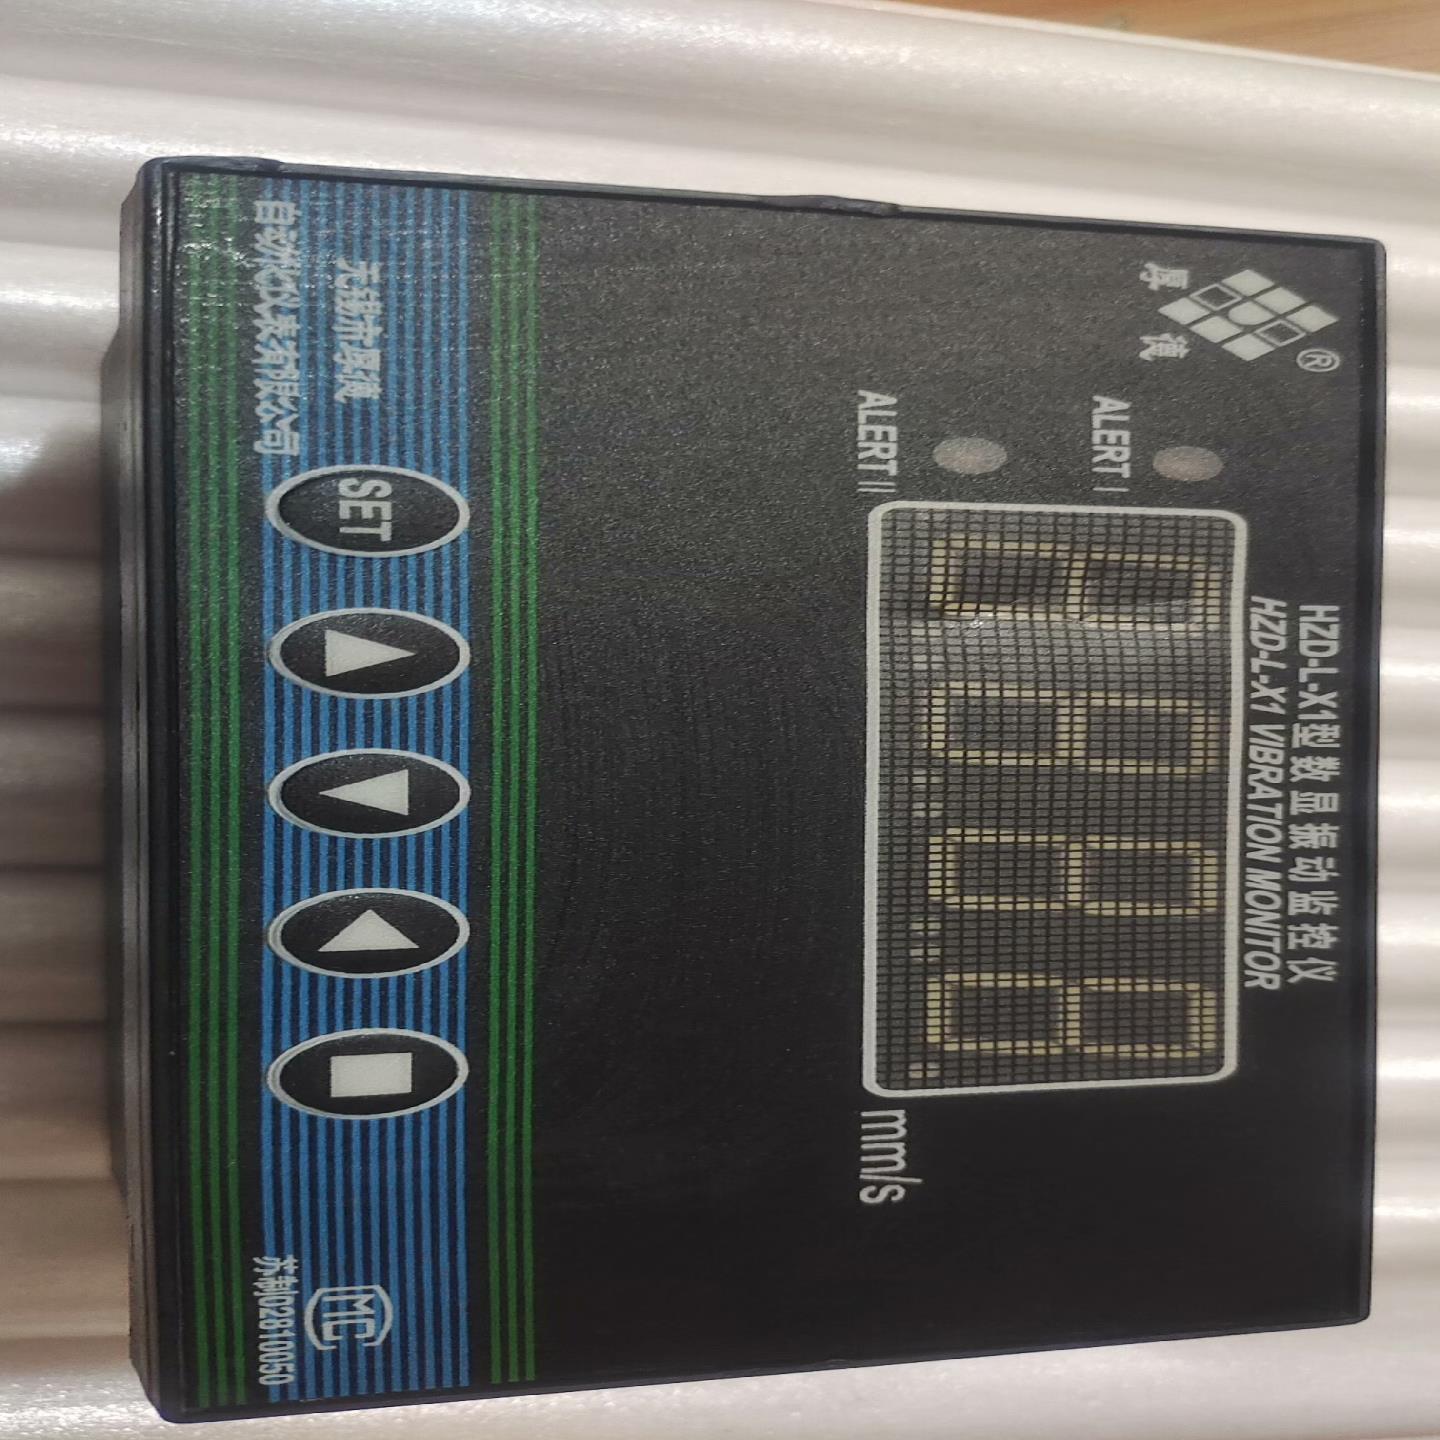 ®
厚德
HZD-L-X1型数显振动监控仪
HZD-L-X1 VIBRATION MONITOR
ALERT I
ALERT II
mm/s
无锡市厚德
自动化仪表有限公司
SET
MC
苏制02810050